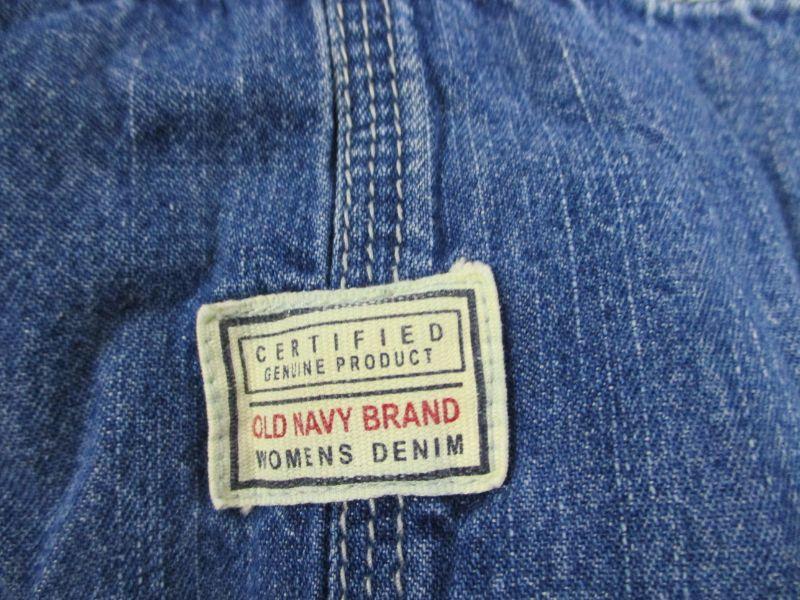 CERTIFIED
GENUINE PRODUCT
OLD NAVY BRAND
WOMENS DENIM